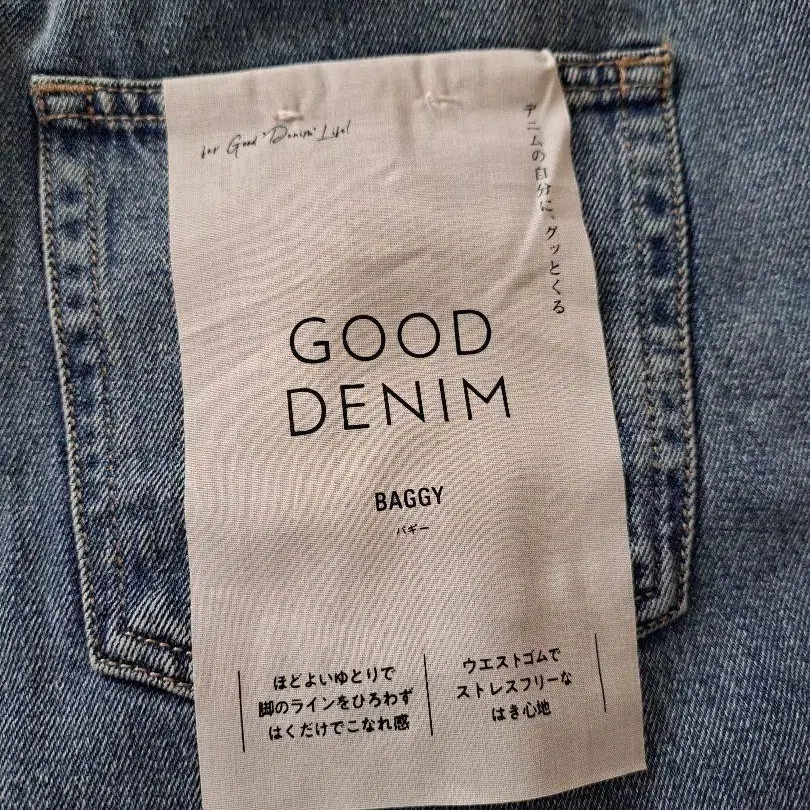 for Good "Denim" Life!
デニムの自分に、グッとくる
GOOD
DENIM
BAGGY
バギー
ほどよいゆとりで
脚のラインをひろわず
はくだけでこなれ感
ウエストゴムで
ストレスフリーな
はき心地